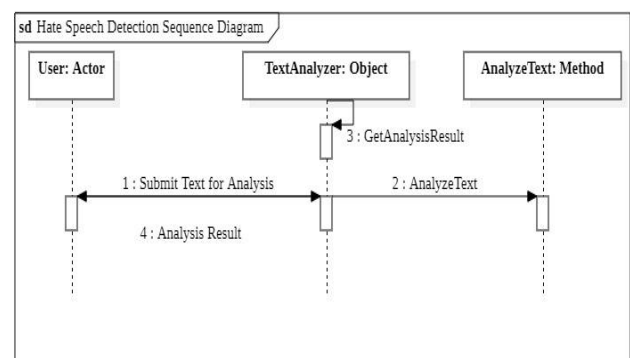 sd Hate Speech Detection Sequence Diagram
User: Actor
TextAnalyzer: Object
AnalyzeText: Method
3 : GetAnalysisResult
1 : Submit Text for Analysis
2 : AnalyzeText
4 : Analysis Result